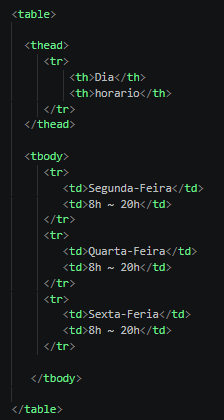 <table>
<thead>
<tr>
<th>Dia</th>
<th>horario</th>
</tr>
</thead>
<tbody>
<tr>
<td>Segunda-Feira</td>
<td>8h ~ 20h</td>
</tr>
<tr>
<td>Quarta-Feira</td>
<td>8h ~ 20h</td>
</tr>
<tr>
<td>Sexta-Feria</td>
<td>8h ~ 20h</td>
</tr>
</tbody>
</table>